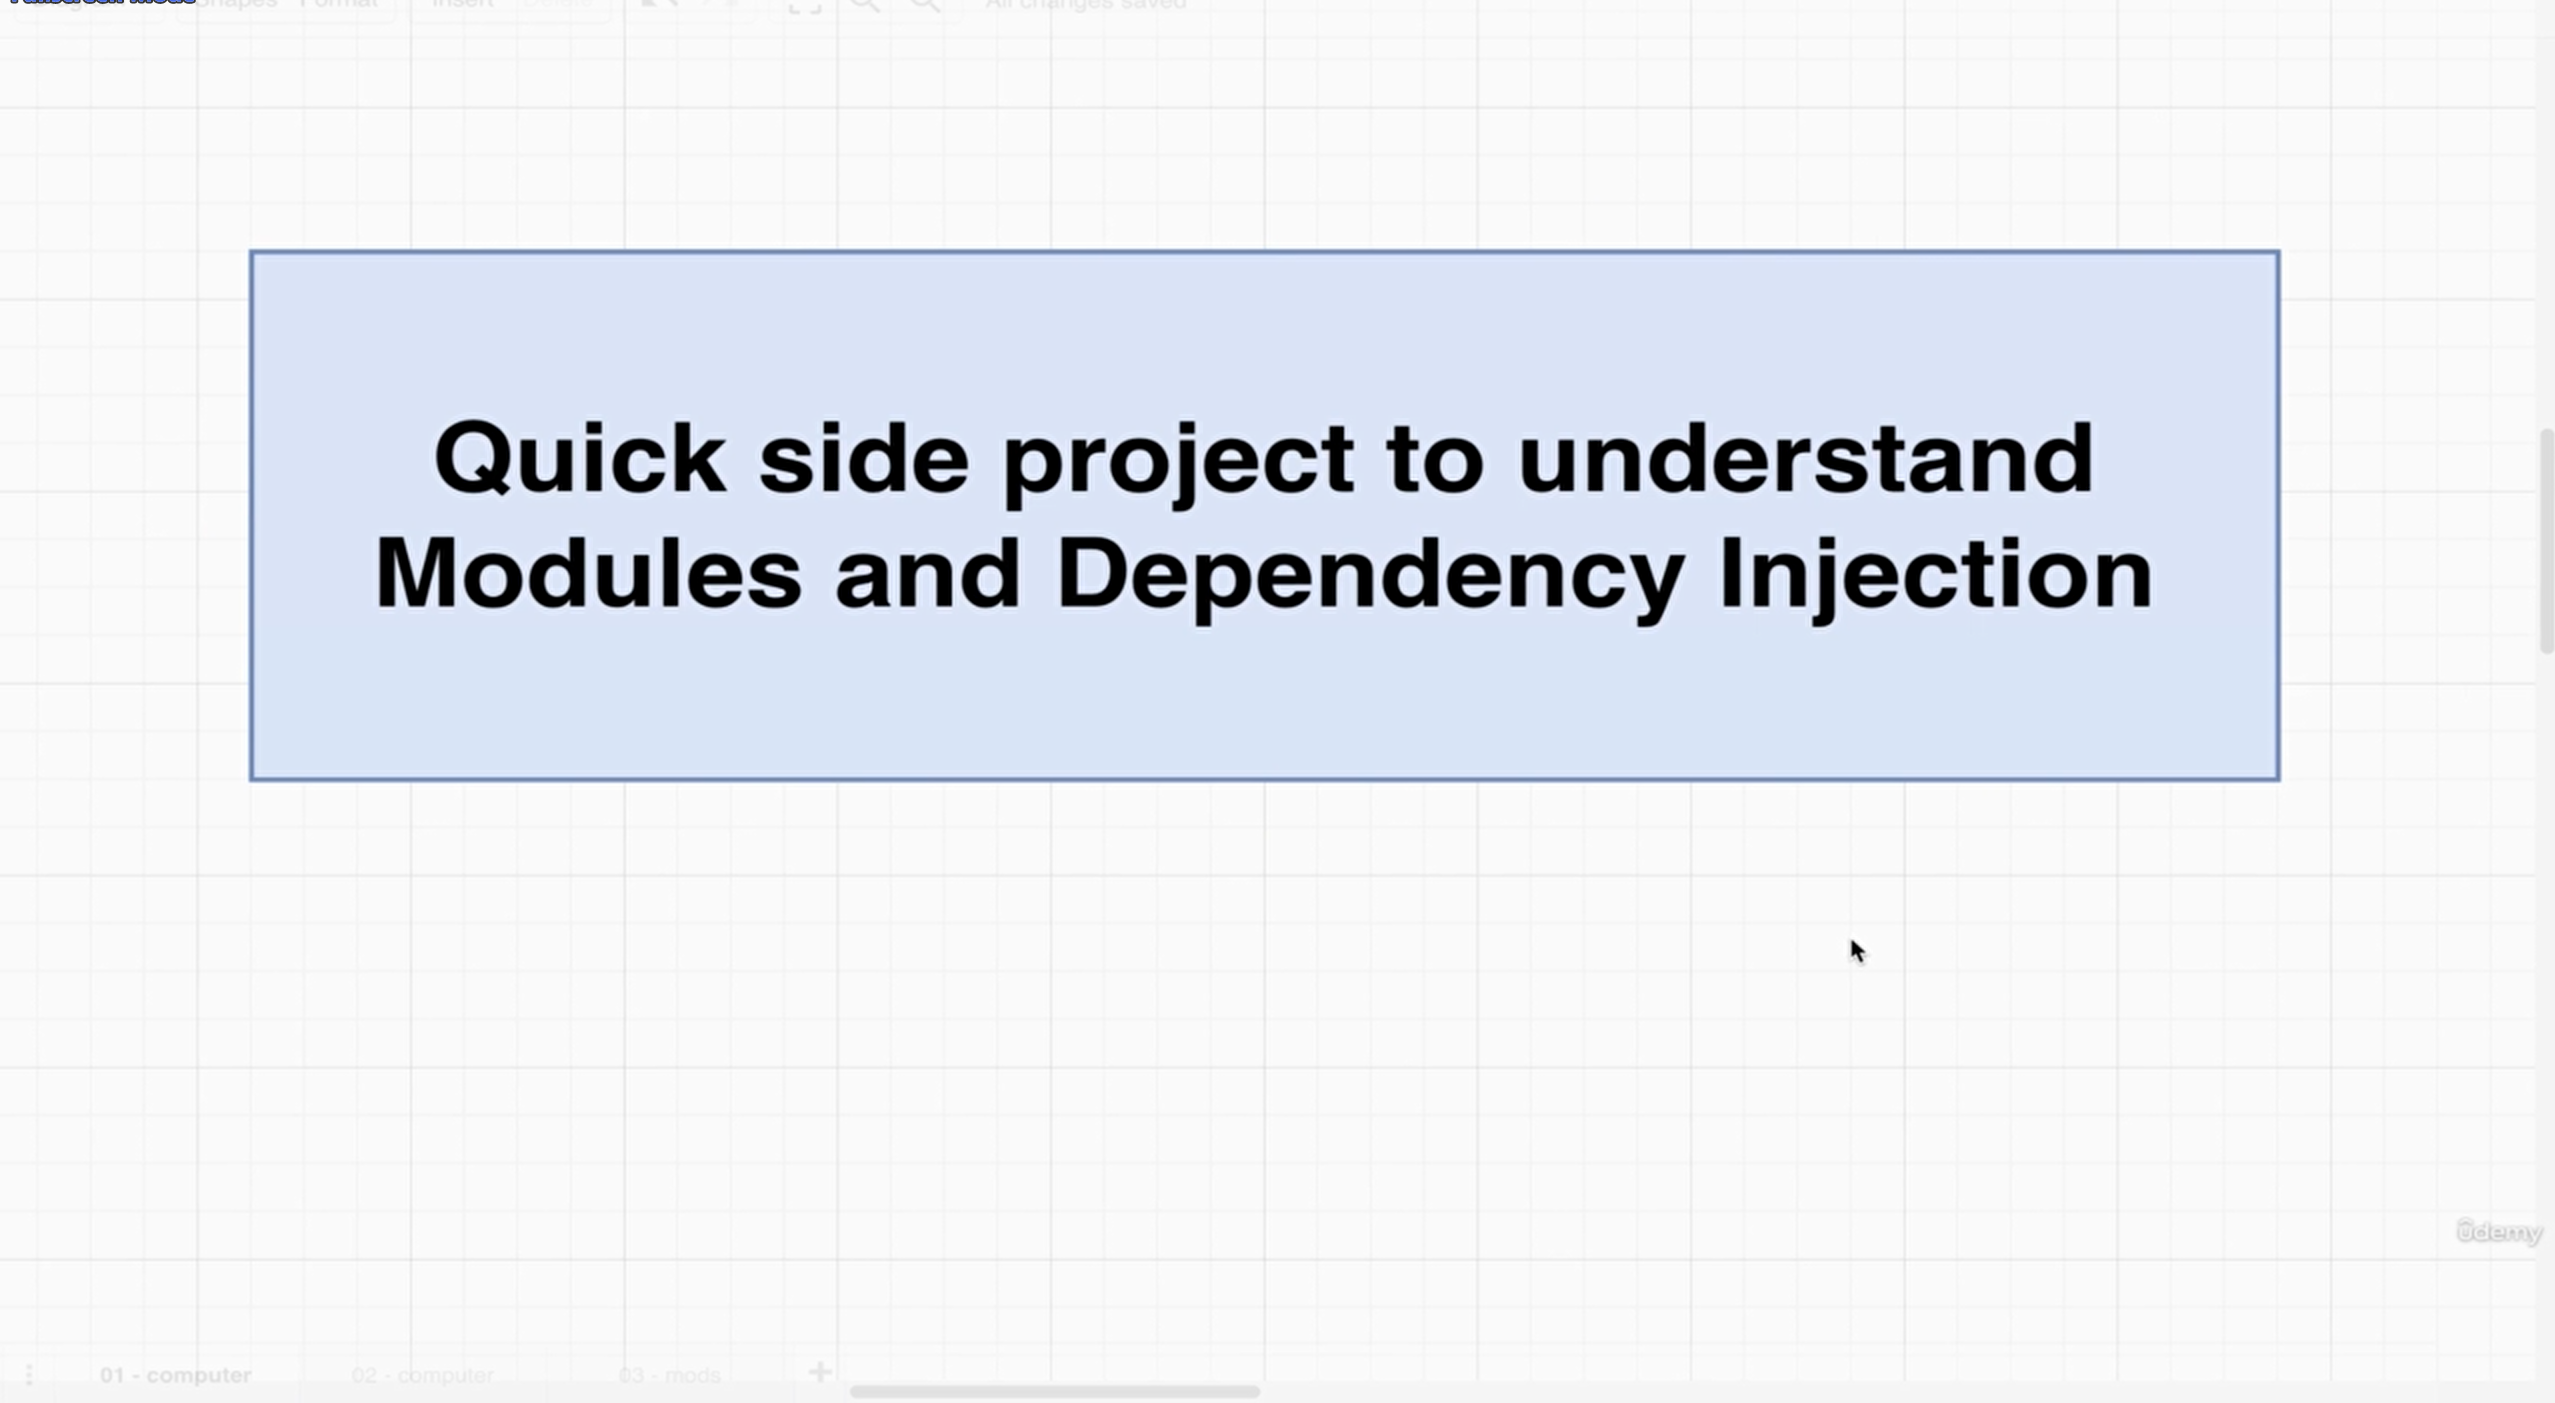 Shapes Format Insert Delete All changes saved
Quick side project to understand
Modules and Dependency Injection
ûdemy
01 - computer 02 - computer 03 - mods